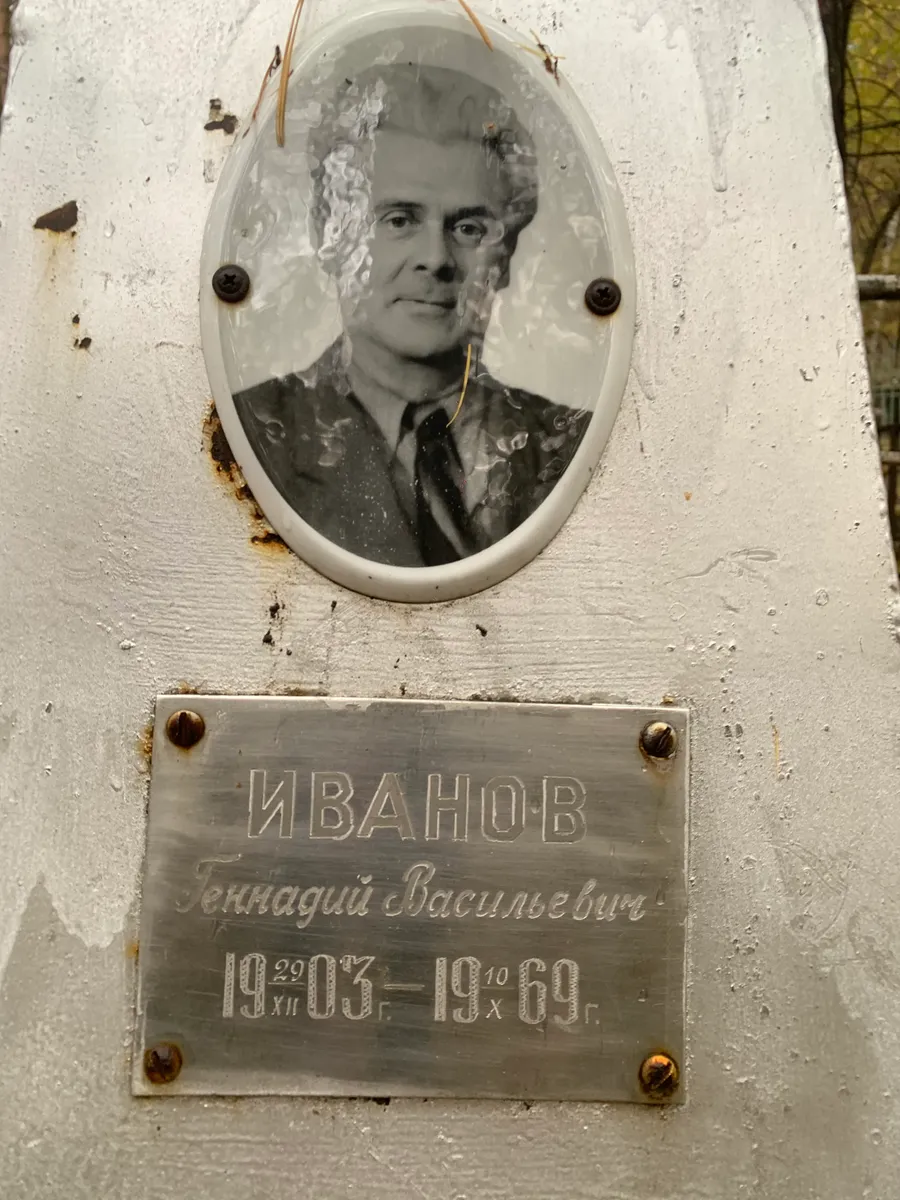 ИВАНОВ
Геннадий Васильевич
19 29/XII 03 г. — 19 10/X 69 г.